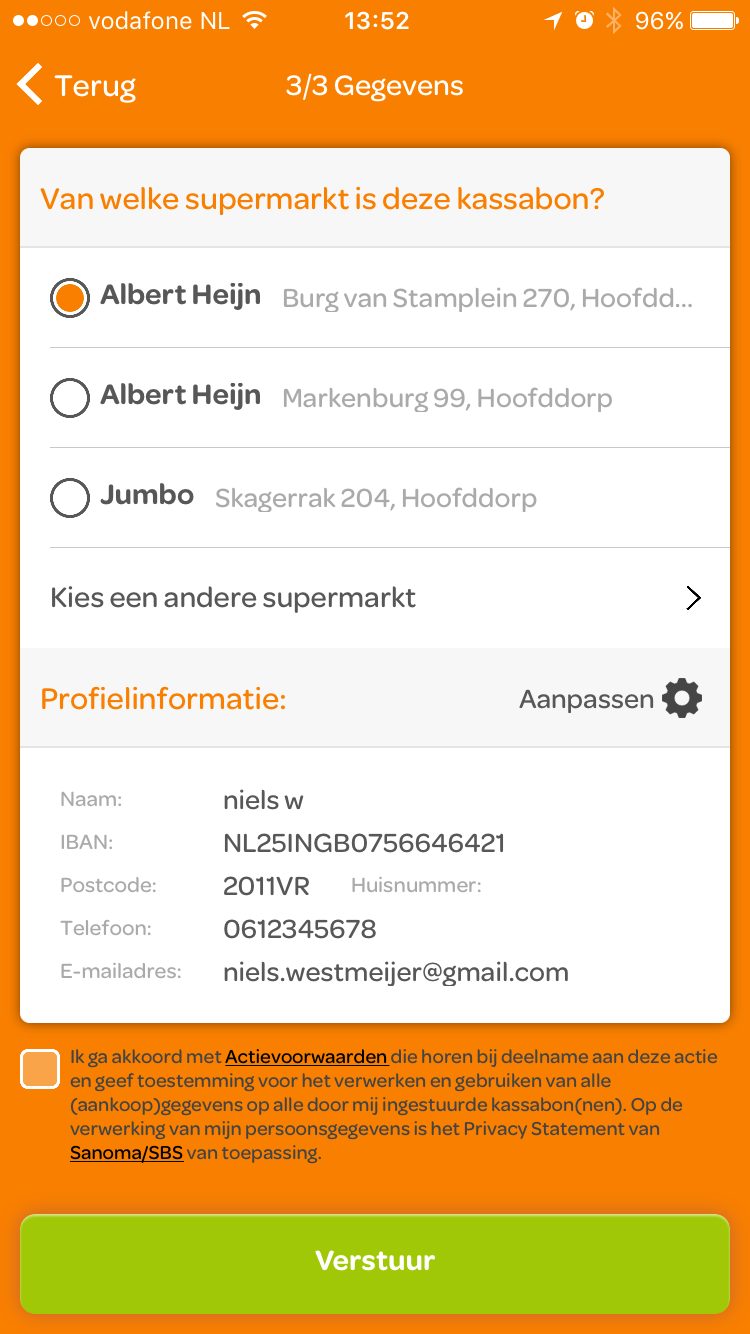 vodafone NL 13:52 96%
Terug 3/3 Gegevens
Van welke supermarkt is deze kassabon?
Albert Heijn Burg van Stamplein 270, Hoofdd...
Albert Heijn Markenburg 99, Hoofddorp
Jumbo Skagerrak 204, Hoofddorp
Kies een andere supermarkt
Profielinformatie: Aanpassen
Naam: niels w
IBAN: NL25INGB0756646421
Postcode: 2011VR Huisnummer:
Telefoon: 0612345678
E-mailadres: niels.westmeijer@gmail.com
Ik ga akkoord met Actievoorwaarden die horen bij deelname aan deze actie
en geef toestemming voor het verwerken en gebruiken van alle
(aankoop)gegevens op alle door mij ingestuurde kassabon(nen). Op de
verwerking van mijn persoonsgegevens is het Privacy Statement van
Sanoma/SBS van toepassing.
Verstuur